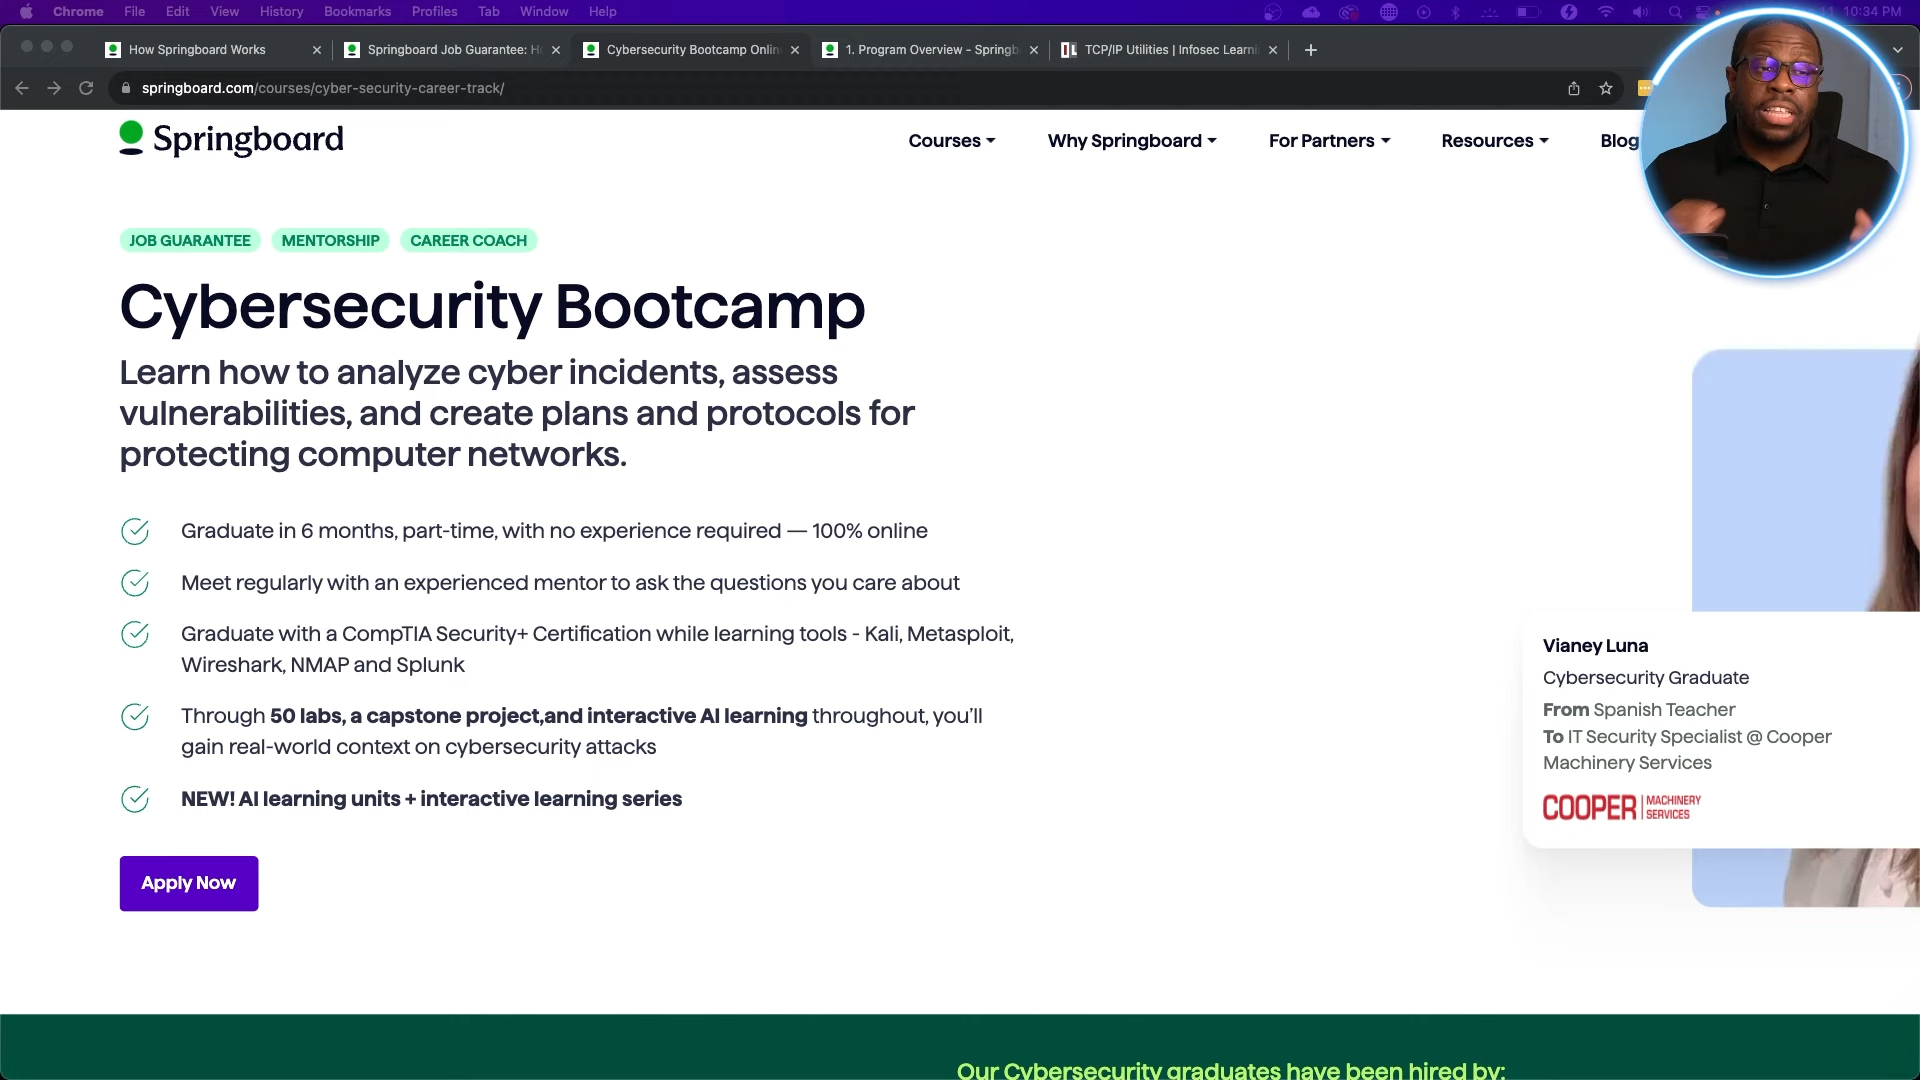 Chrome File Edit View History Bookmarks Profiles Tab Window Help
10:34 PM
How Springboard Works
Springboard Job Guarantee:
Cybersecurity Bootcamp Onlin
1. Program Overview - Springb
TCP/IP Utilities | Infosec Learni
springboard.com/courses/cyber-security-career-track/
Springboard
Courses
Why Springboard
For Partners
Resources
Blog
JOB GUARANTEE
MENTORSHIP
CAREER COACH
Cybersecurity Bootcamp
Learn how to analyze cyber incidents, assess
vulnerabilities, and create plans and protocols for
protecting computer networks.
Graduate in 6 months, part-time, with no experience required — 100% online
Meet regularly with an experienced mentor to ask the questions you care about
Graduate with a CompTIA Security+ Certification while learning tools - Kali, Metasploit,
Wireshark, NMAP and Splunk
Through 50 labs, a capstone project,and interactive AI learning throughout, you'll
gain real-world context on cybersecurity attacks
NEW! AI learning units + interactive learning series
Apply Now
Vianey Luna
Cybersecurity Graduate
From Spanish Teacher
To IT Security Specialist @ Cooper
Machinery Services
COOPER MACHINERY
SERVICES
Our Cybersecurity graduates have been hired by: